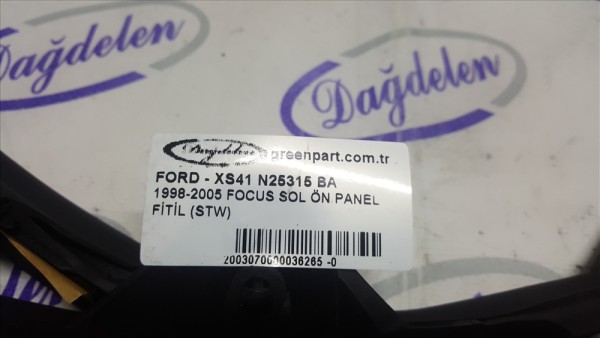 Dağdelen
Dağdelen
greenpart.com.tr
FORD - XS41 N25315 BA
1998-2005 FOCUS SOL ÖN PANEL
FİTİL (STW)
2003070000036265 -0